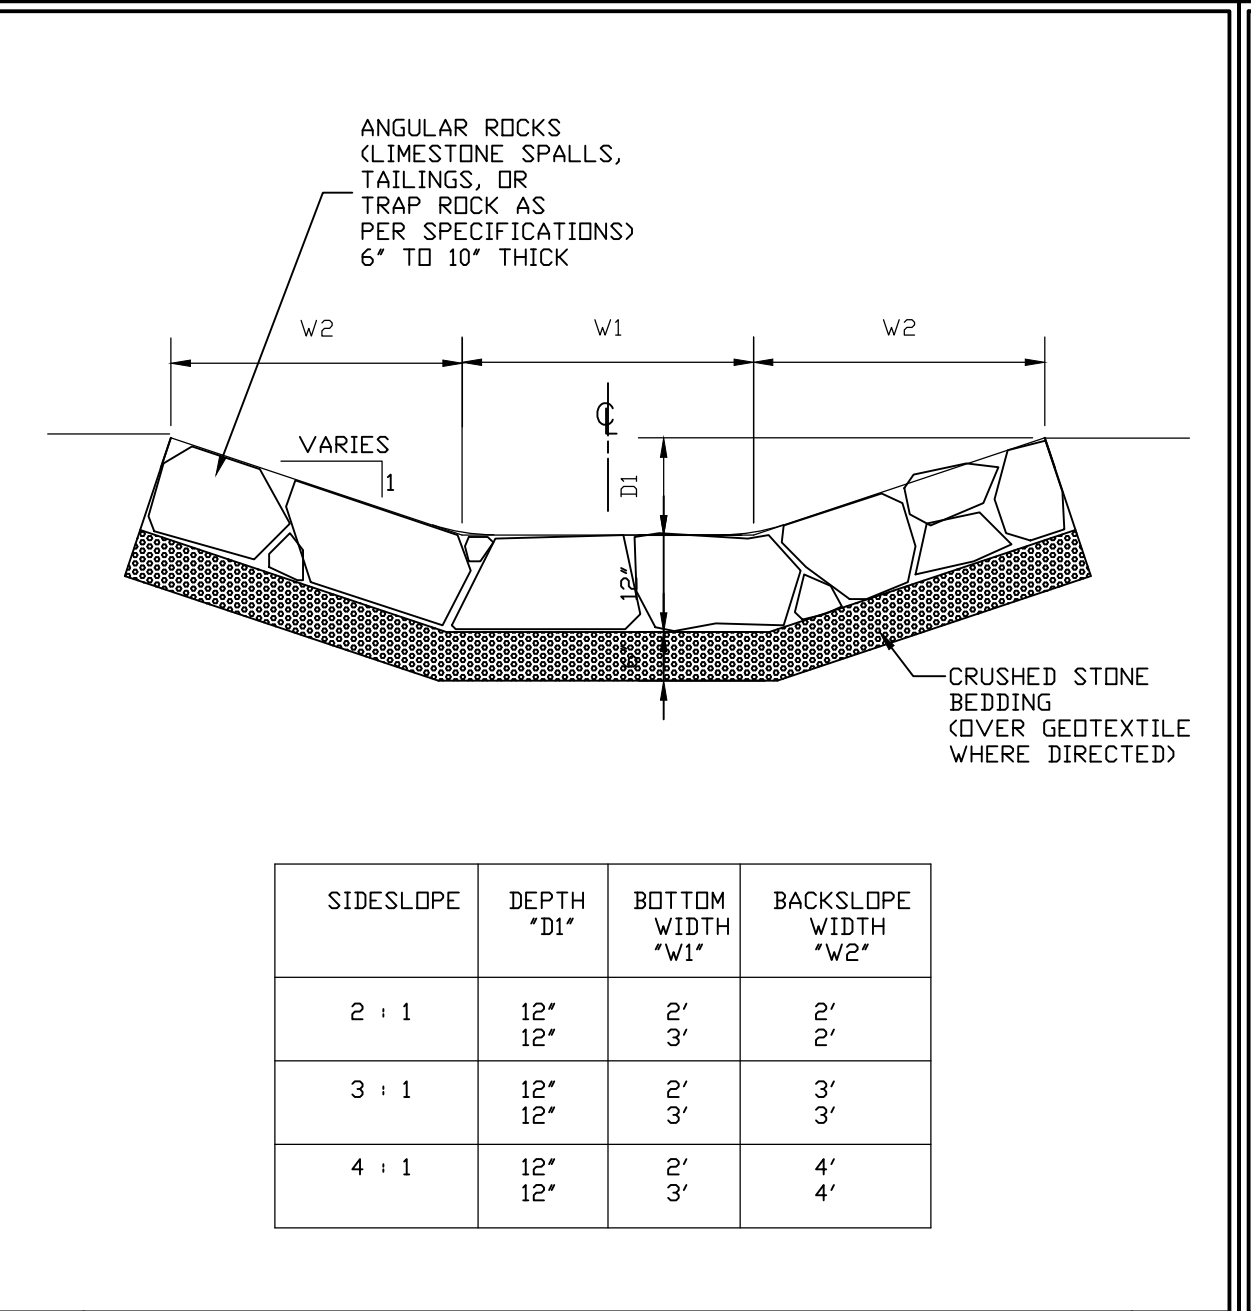 ANGULAR ROCKS
(LIMESTONE SPALLS,
TAILINGS, OR
TRAP ROCK AS
PER SPECIFICATIONS)
6" TO 10" THICK
W2 W1 W2
℄
VARIES
1
D1
12"
CRUSHED STONE
BEDDING
(OVER GEOTEXTILE
WHERE DIRECTED)
SIDESLOPE DEPTH BOTTOM BACKSLOPE
"D1" WIDTH WIDTH
"W1" "W2"
2 : 1 12" 2' 2'
12" 3' 2'
3 : 1 12" 2' 3'
12" 3' 3'
4 : 1 12" 2' 4'
12" 3' 4'